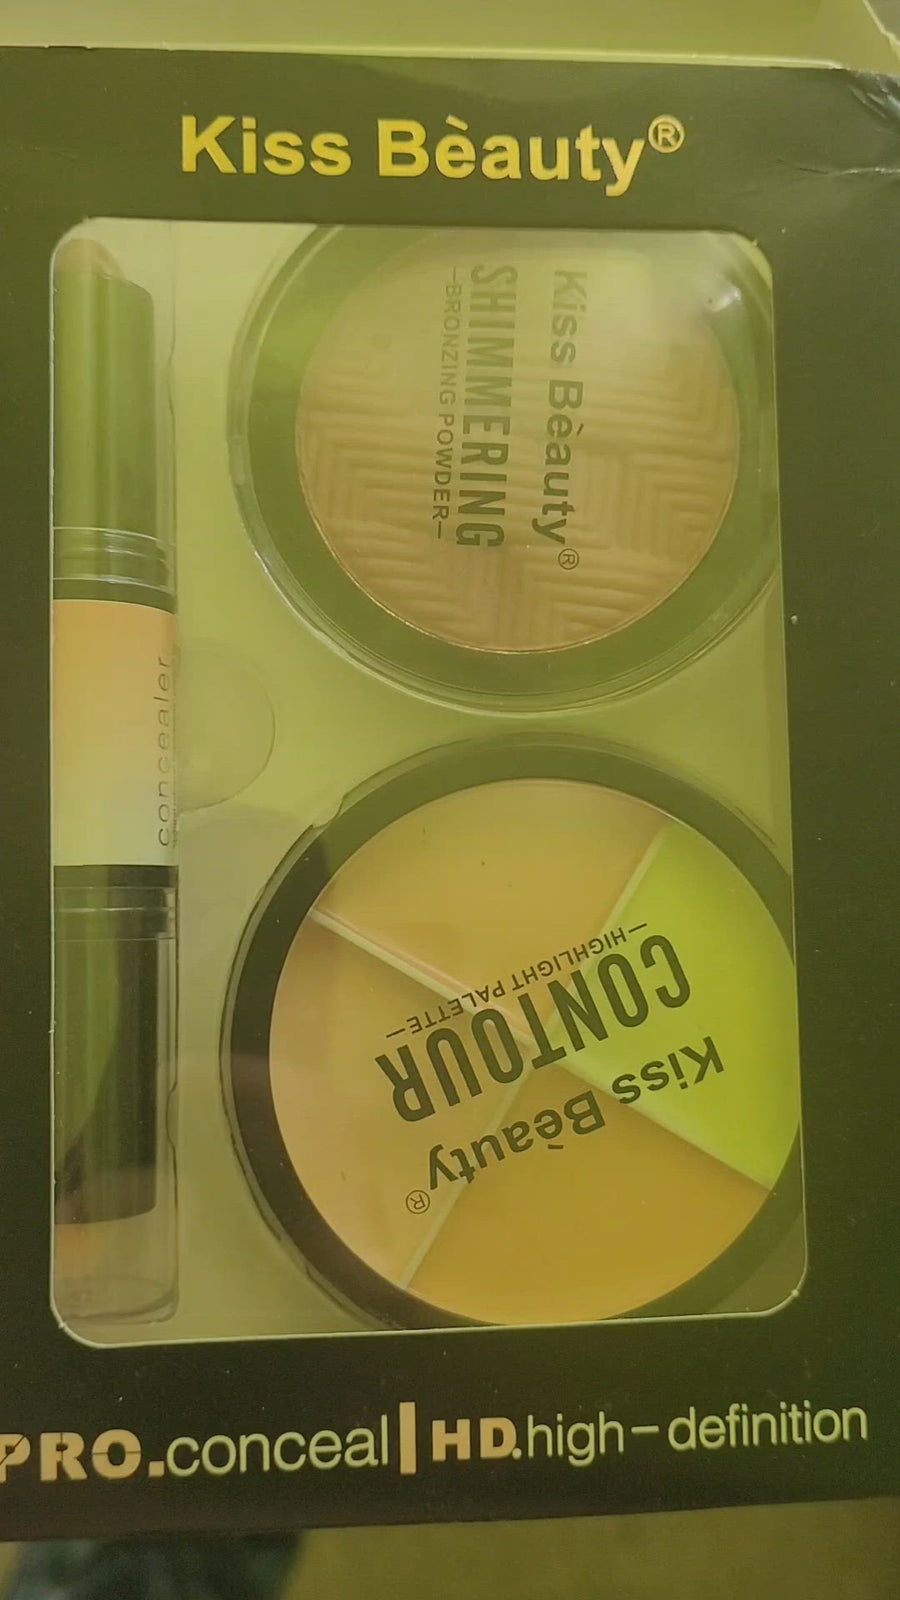 Kiss Bèauty®
Kiss Bèauty®
SHIMMERING
—BRONZING POWDER—
concealer
Kiss Bèauty®
CONTOUR
—HIGHLIGHT PALETTE—
PRO.conceal|HD.high-definition